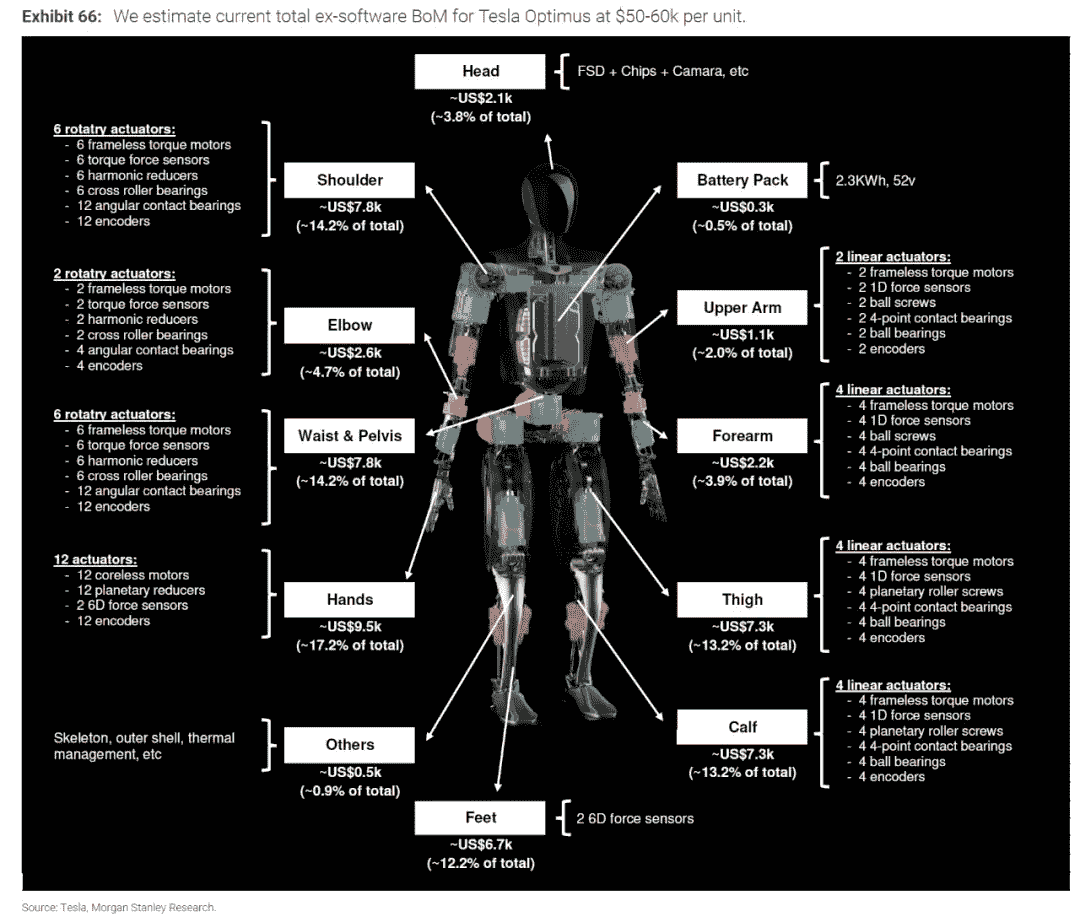 Exhibit 66: We estimate current total ex-software BoM for Tesla Optimus at $50-60k per unit.
Head
FSD + Chips + Camara, etc
~US$2.1k
(~3.8% of total)
6 rotatry actuators:
- 6 frameless torque motors
- 6 torque force sensors
- 6 harmonic reducers
- 6 cross roller bearings
- 12 angular contact bearings
- 12 encoders
Shoulder
~US$7.8k
(~14.2% of total)
Battery Pack
~US$0.3k
(~0.5% of total)
2.3KWh, 52v
2 rotatry actuators:
- 2 frameless torque motors
- 2 torque force sensors
- 2 harmonic reducers
- 2 cross roller bearings
- 4 angular contact bearings
- 4 encoders
Elbow
~US$2.6k
(~4.7% of total)
Upper Arm
~US$1.1k
(~2.0% of total)
2 linear actuators:
- 2 frameless torque motors
- 2 1D force sensors
- 2 ball screws
- 2 4-point contact bearings
- 2 ball bearings
- 2 encoders
6 rotatry actuators:
- 6 frameless torque motors
- 6 torque force sensors
- 6 harmonic reducers
- 6 cross roller bearings
- 12 angular contact bearings
- 12 encoders
Waist & Pelvis
~US$7.8k
(~14.2% of total)
Forearm
~US$2.2k
(~3.9% of total)
4 linear actuators:
- 4 frameless torque motors
- 4 1D force sensors
- 4 ball screws
- 4 4-point contact bearings
- 4 ball bearings
- 4 encoders
12 actuators:
- 12 coreless motors
- 12 planetary reducers
- 2 6D force sensors
- 12 encoders
Hands
~US$9.5k
(~17.2% of total)
Thigh
~US$7.3k
(~13.2% of total)
4 linear actuators:
- 4 frameless torque motors
- 4 1D force sensors
- 4 planetary roller screws
- 4 4-point contact bearings
- 4 ball bearings
- 4 encoders
Skeleton, outer shell, thermal
management, etc
Others
~US$0.5k
(~0.9% of total)
Calf
~US$7.3k
(~13.2% of total)
4 linear actuators:
- 4 frameless torque motors
- 4 1D force sensors
- 4 planetary roller screws
- 4 4-point contact bearings
- 4 ball bearings
- 4 encoders
Feet
2 6D force sensors
~US$6.7k
(~12.2% of total)
Source: Tesla, Morgan Stanley Research.